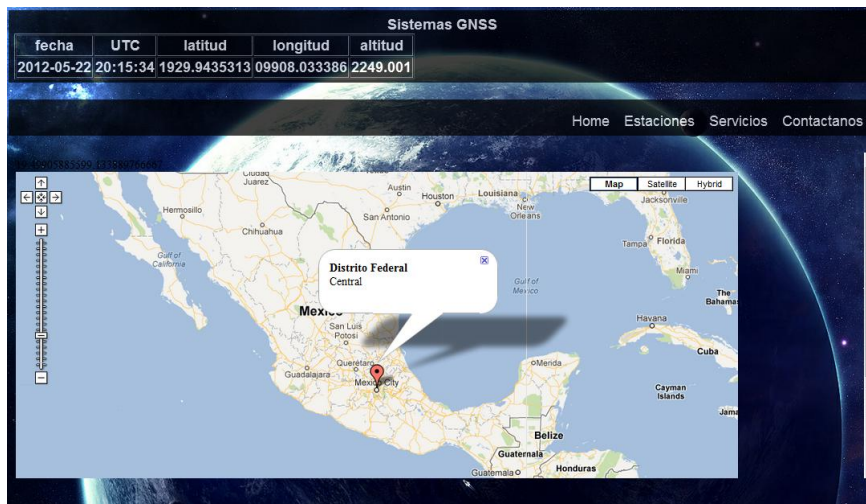 Sistemas GNSS
fecha UTC latitud longitud altitud
2012-05-22 20:15:34 1929.9435313 09908.033386 2249.001
Home Estaciones Servicios Contactanos
Map Satellite Hybrid
Ciudad
Juarez
Austin
Houston
Louisiana
New
Orleans
Jacksonville
Hermosillo
San Antonio
Chihuahua
Gulf of
California
Tampa
Florida
Miami
Distrito Federal
Central
Gulf of
Mexico
The
Bahamas
Mexico
San Luis
Potosi
Havana
Cuba
Queretaro
Guadalajara
Mexico City
Merida
Cayman
Islands
Jama
Belize
Guatemala
Guatemala
Honduras